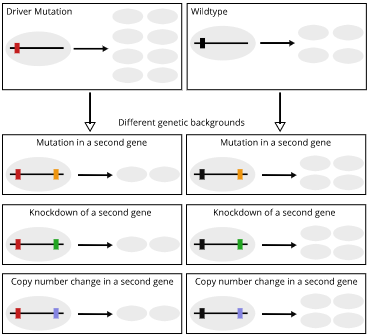 Driver Mutation
Wildtype
Different genetic backgrounds
Mutation in a second gene
Mutation in a second gene
Knockdown of a second gene
Knockdown of a second gene
Copy number change in a second gene
Copy number change in a second gene